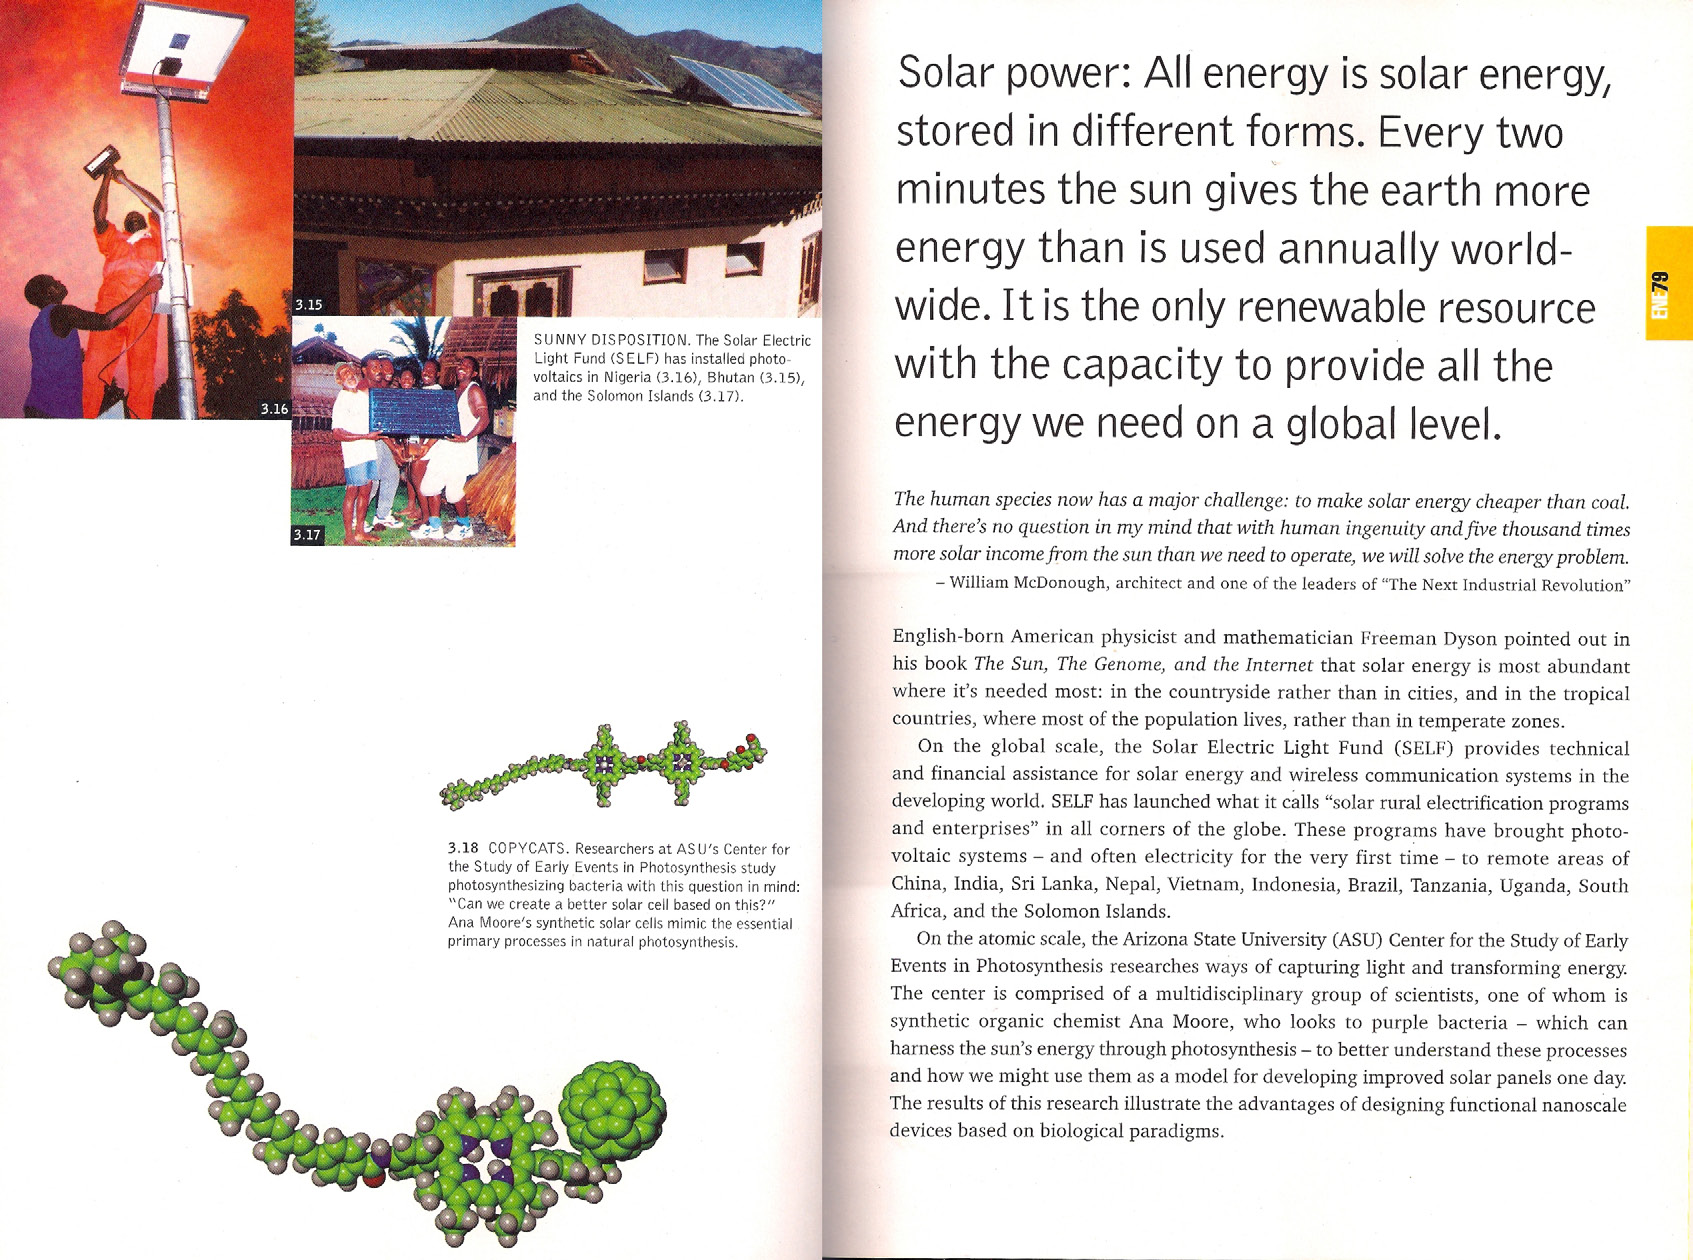 3.15
3.16
3.17
SUNNY DISPOSITION. The Solar Electric
Light Fund (SELF) has installed photo-
voltaics in Nigeria (3.16), Bhutan (3.15),
and the Solomon Islands (3.17).
3.18 COPYCATS. Researchers at ASU's Center for
the Study of Early Events in Photosynthesis study
photosynthesizing bacteria with this question in mind:
"Can we create a better solar cell based on this?"
Ana Moore's synthetic solar cells mimic the essential
primary processes in natural photosynthesis.
Solar power: All energy is solar energy,
stored in different forms. Every two
minutes the sun gives the earth more
energy than is used annually world-
wide. It is the only renewable resource
with the capacity to provide all the
energy we need on a global level.
ENE79
The human species now has a major challenge: to make solar energy cheaper than coal.
And there's no question in my mind that with human ingenuity and five thousand times
more solar income from the sun than we need to operate, we will solve the energy problem.
– William McDonough, architect and one of the leaders of “The Next Industrial Revolution”
English-born American physicist and mathematician Freeman Dyson pointed out in
his book The Sun, The Genome, and the Internet that solar energy is most abundant
where it's needed most: in the countryside rather than in cities, and in the tropical
countries, where most of the population lives, rather than in temperate zones.
On the global scale, the Solar Electric Light Fund (SELF) provides technical
and financial assistance for solar energy and wireless communication systems in the
developing world. SELF has launched what it calls “solar rural electrification programs
and enterprises” in all corners of the globe. These programs have brought photo-
voltaic systems – and often electricity for the very first time – to remote areas of
China, India, Sri Lanka, Nepal, Vietnam, Indonesia, Brazil, Tanzania, Uganda, South
Africa, and the Solomon Islands.
On the atomic scale, the Arizona State University (ASU) Center for the Study of Early
Events in Photosynthesis researches ways of capturing light and transforming energy.
The center is comprised of a multidisciplinary group of scientists, one of whom is
synthetic organic chemist Ana Moore, who looks to purple bacteria – which can
harness the sun's energy through photosynthesis – to better understand these processes
and how we might use them as a model for developing improved solar panels one day.
The results of this research illustrate the advantages of designing functional nanoscale
devices based on biological paradigms.